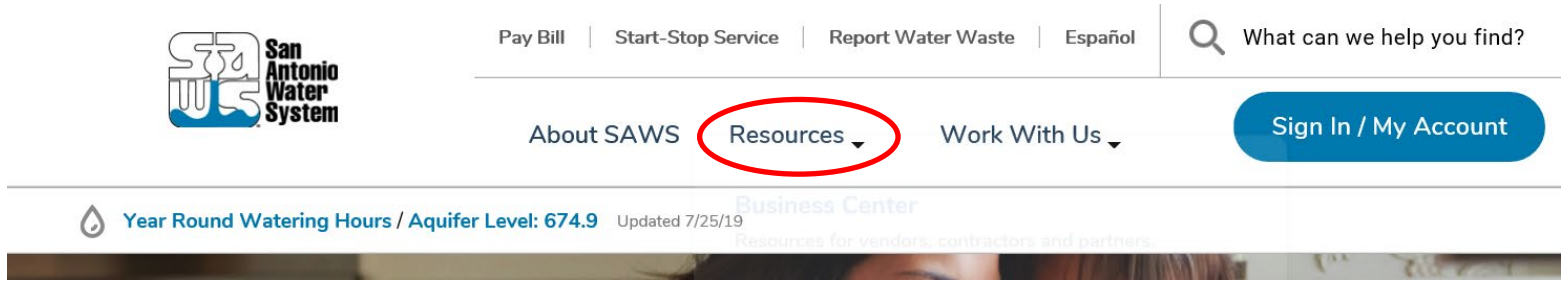 San
Antonio
Water
System
Pay Bill | Start-Stop Service | Report Water Waste | Español
What can we help you find?
About SAWS Resources Work With Us
Sign In / My Account
Year Round Watering Hours / Aquifer Level: 674.9 Updated 7/25/19
Business Center
Resources for vendors, contractors and partners.